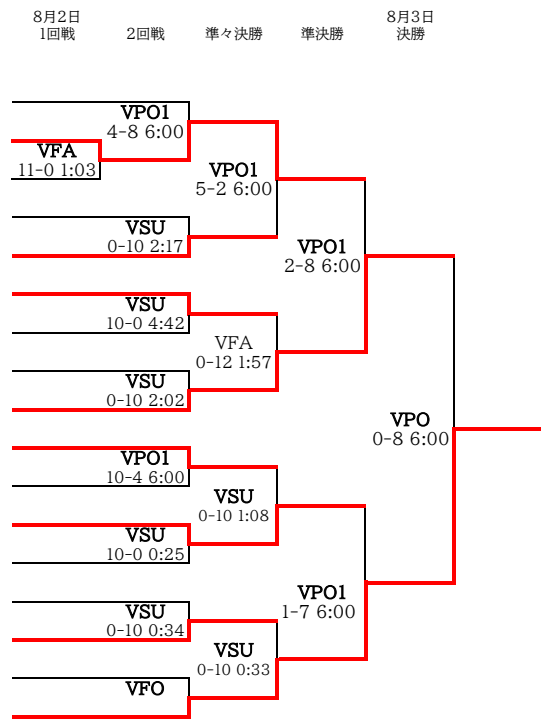 8月2日
1回戦
2回戦
準々決勝
準決勝
8月3日
決勝
VPO1
4-8 6:00
VFA
11-0 1:03
VPO1
5-2 6:00
VSU
0-10 2:17
VPO1
2-8 6:00
VSU
10-0 4:42
VFA
0-12 1:57
VSU
0-10 2:02
VPO
0-8 6:00
VPO1
10-4 6:00
VSU
0-10 1:08
VSU
10-0 0:25
VPO1
1-7 6:00
VSU
0-10 0:34
VSU
0-10 0:33
VFO